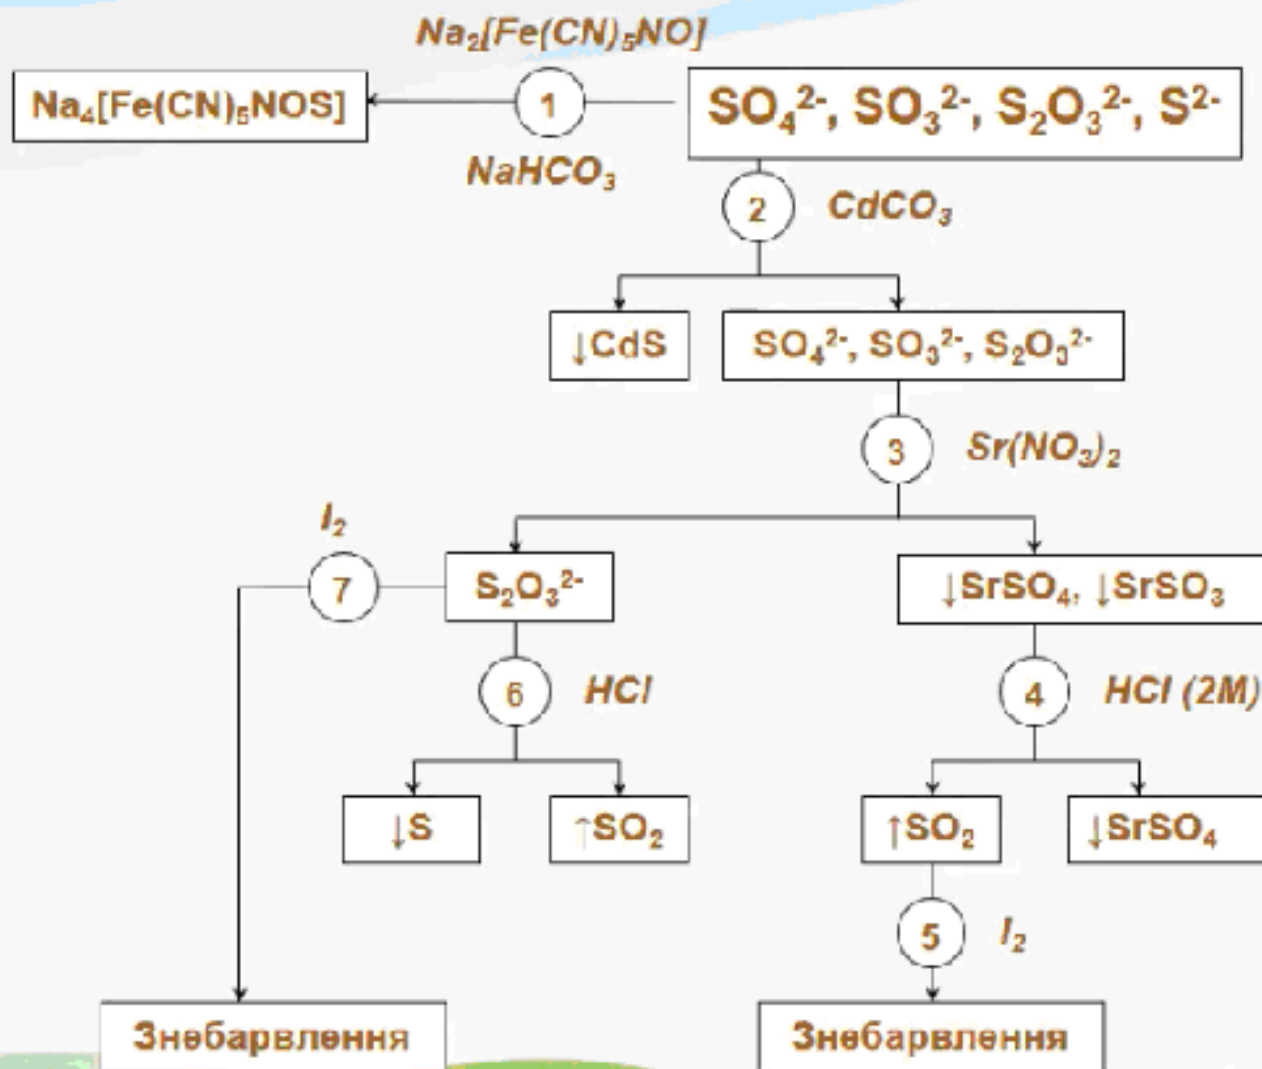 Na₂[Fe(CN)₅NO]
Na₄[Fe(CN)₅NOS]
1
SO₄²⁻, SO₃²⁻, S₂O₃²⁻, S²⁻
NaHCO₃
2
CdCO₃
↓CdS
SO₄²⁻, SO₃²⁻, S₂O₃²⁻
3
Sr(NO₃)₂
I₂
7
S₂O₃²⁻
↓SrSO₄, ↓SrSO₃
6
HCl
4
HCl (2M)
↓S
↑SO₂
↑SO₂
↓SrSO₄
5
I₂
Знебарвлення
Знебарвлення